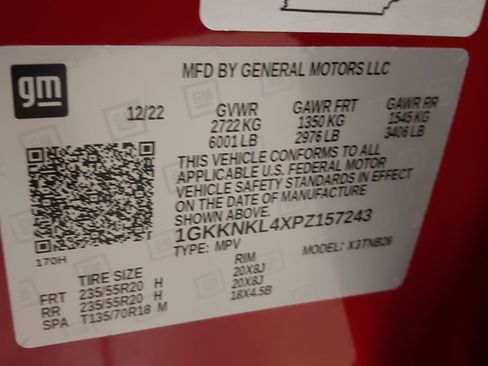 gm
MFD BY GENERAL MOTORS LLC
12/22 GVWR GAWR FRT GAWR RR
2722 KG 1350 KG 1545 KG
6001 LB 2976 LB 3406 LB
THIS VEHICLE CONFORMS TO ALL
APPLICABLE U.S. FEDERAL MOTOR
VEHICLE SAFETY STANDARDS IN EFFECT
ON THE DATE OF MANUFACTURE
SHOWN ABOVE.
1GKKNKL4XPZ157243
170H TYPE: MPV MODEL: X3TNB26
TIRE SIZE RIM
FRT 235/55R20 H 20X8J
RR 235/55R20 H 20X8J
SPA T135/70R18 M 18X4.5B